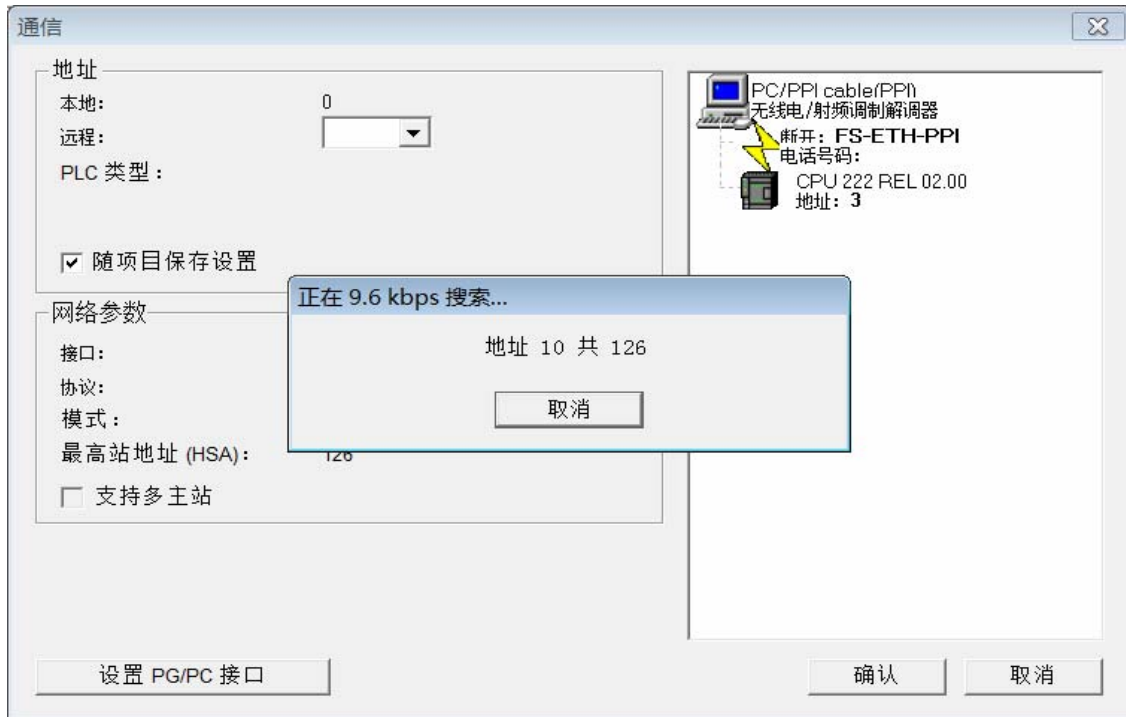 通信
地址
本地: 0
远程:
PLC 类型:
随项目保存设置
网络参数
接口:
协议:
模式:
最高站地址 (HSA): 126
支持多主站
设置 PG/PC 接口
正在 9.6 kbps 搜索...
地址 10 共 126
取消
PC/PPI cable(PPI)
无线电/射频调制解调器
断开: FS-ETH-PPI
电话号码:
CPU 222 REL 02.00
地址: 3
确认
取消